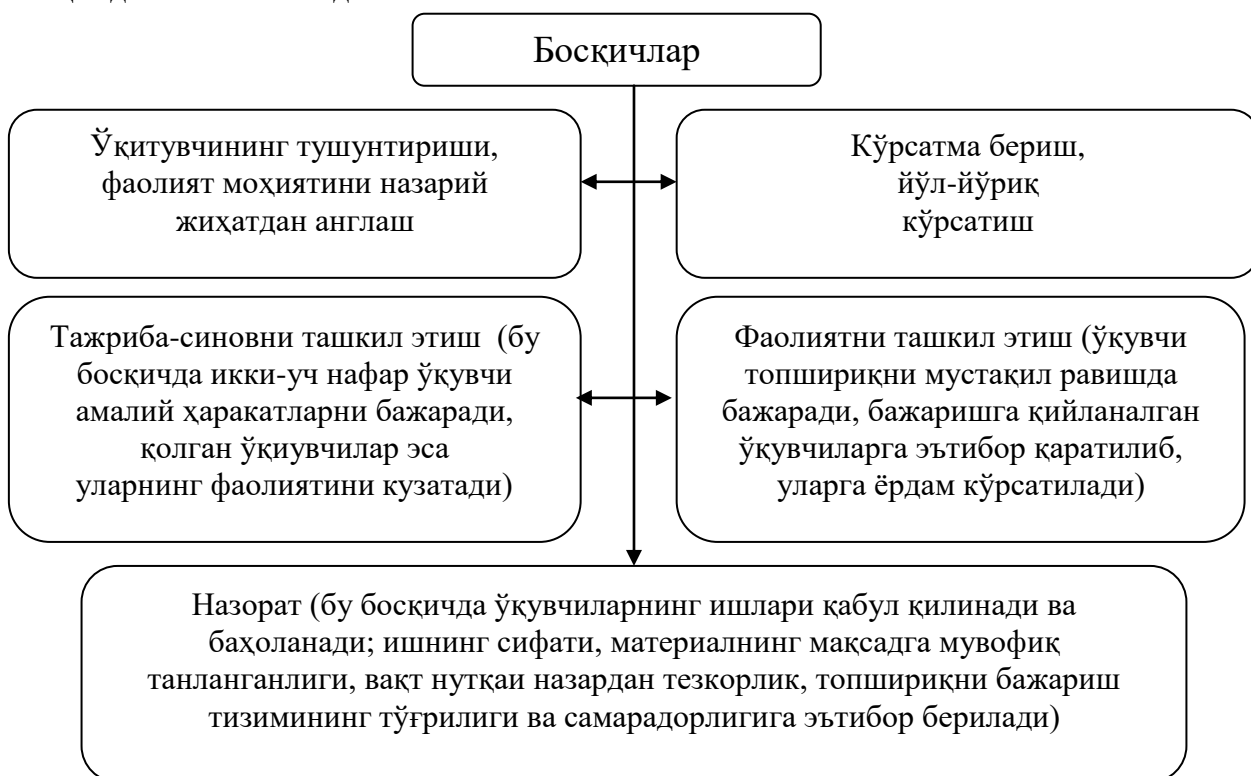 Босқичлар
Ўқитувчининг тушунтириши,
фаолият моҳиятини назарий
жиҳатдан англаш
Кўрсатма бериш,
йўл-йўриқ
кўрсатиш
Тажриба-синовни ташкил этиш (бу
босқичда икки-уч нафар ўқувчи
амалий ҳаракатларни бажаради,
қолган ўқиувчилар эса
уларнинг фаолиятини кузатади)
Фаолиятни ташкил этиш (ўқувчи
топшириқни мустақил равишда
бажаради, бажаришга қийланалган
ўқувчиларга эътибор қаратилиб,
уларга ёрдам кўрсатилади)
Назорат (бу босқичда ўқувчиларнинг ишлари қабул қилинади ва
баҳоланади; ишнинг сифати, материалнинг мақсадга мувофиқ
танланганлиги, вақт нутқаи назардан тезкорлик, топшириқни бажариш
тизимининг тўғрилиги ва самарадорлигига эътибор берилади)